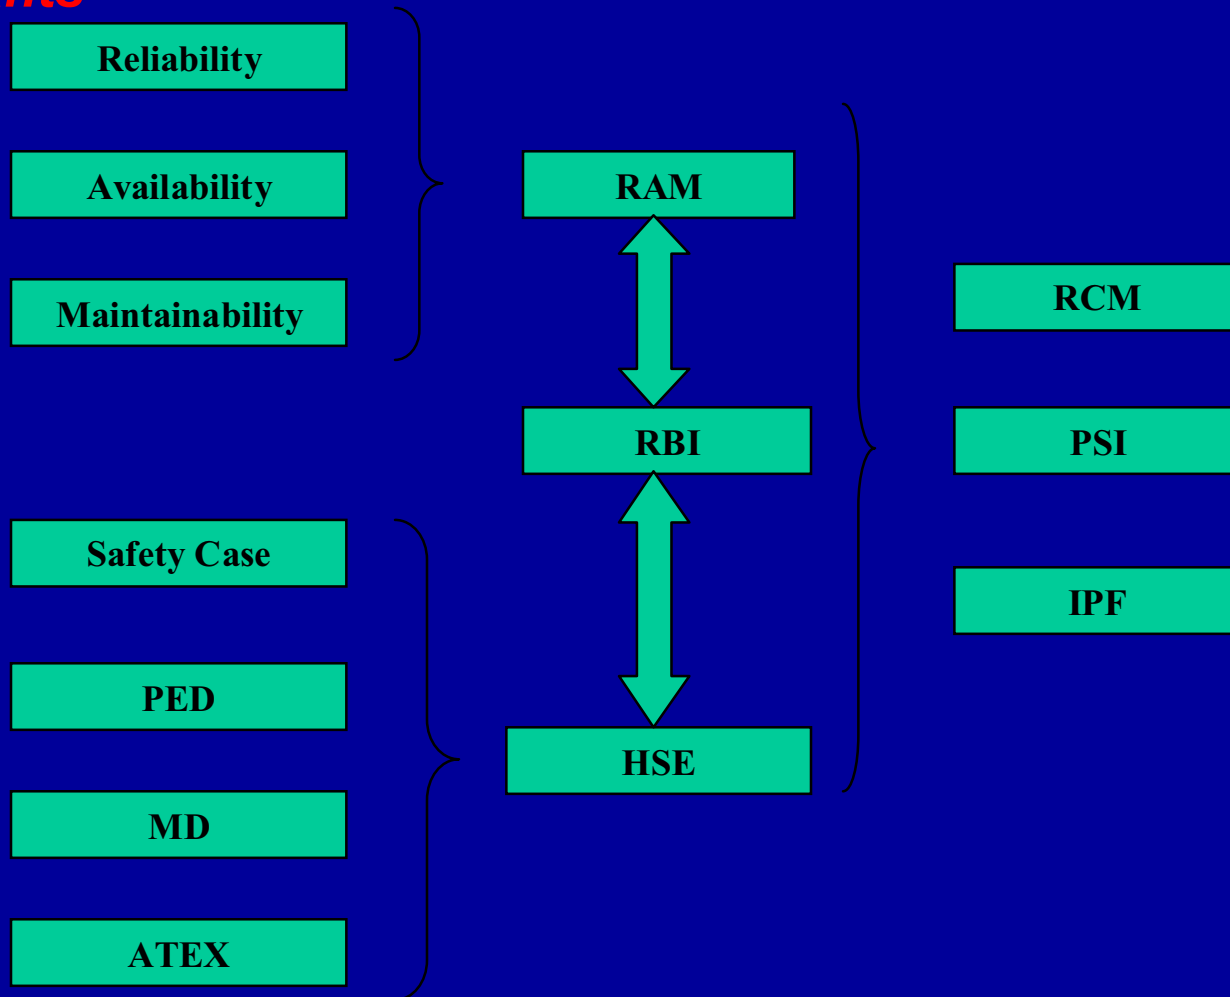 Reliability
Availability
Maintainability
Safety Case
PED
MD
ATEX
RAM
RBI
HSE
RCM
PSI
IPF